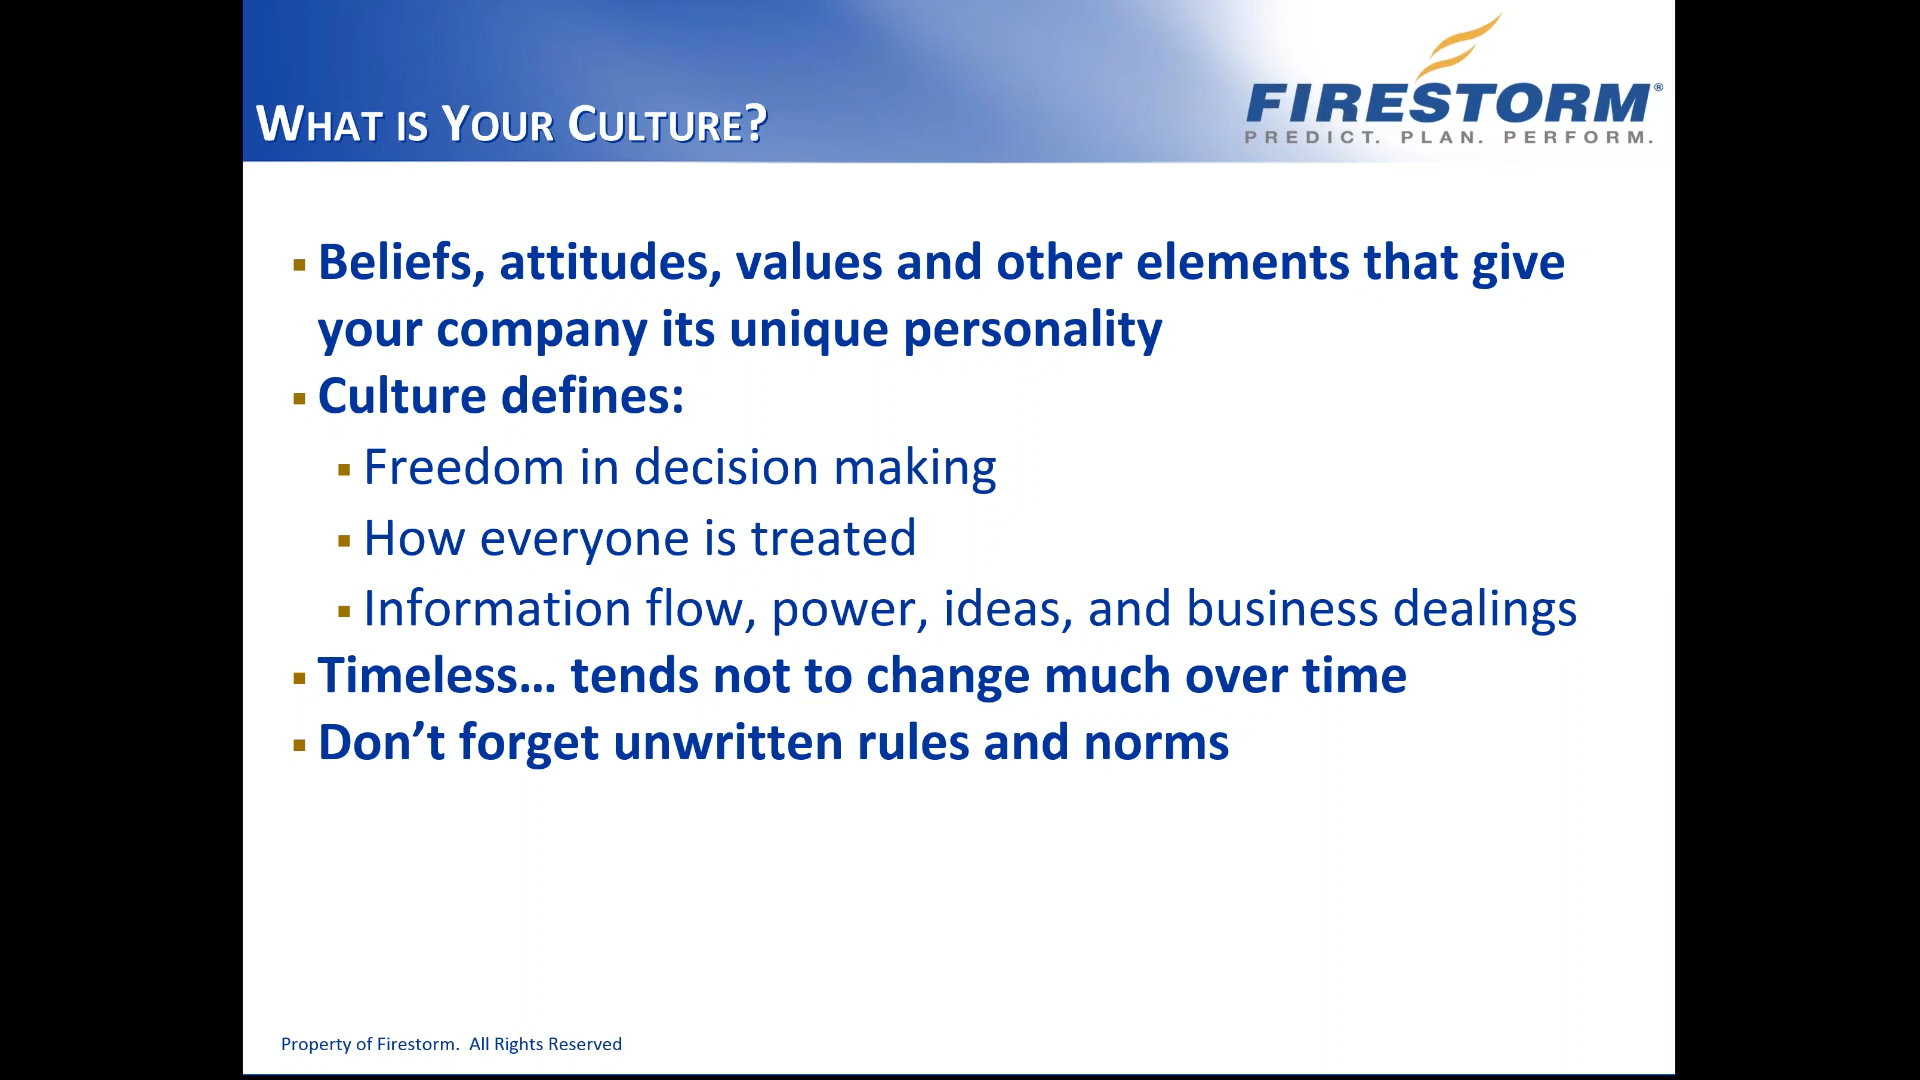 WHAT IS YOUR CULTURE?
FIRESTORM®
PREDICT. PLAN. PERFORM.
▪ Beliefs, attitudes, values and other elements that give
your company its unique personality
▪ Culture defines:
▪ Freedom in decision making
▪ How everyone is treated
▪ Information flow, power, ideas, and business dealings
▪ Timeless… tends not to change much over time
▪ Don’t forget unwritten rules and norms
Property of Firestorm.  All Rights Reserved